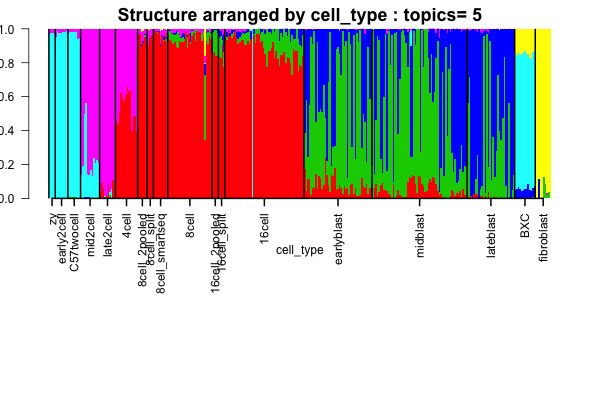 Structure arranged by cell_type : topics= 5
1.0
0.8
0.6
0.4
0.2
0.0
zy
early2cell
C57twocell
mid2cell
late2cell
4cell
8cell_2pooled
8cell_split
8cell_smartseq
8cell
16cell_2pooled
16cell_split
16cell
earlyblast
midblast
lateblast
BXC
fibroblast
cell_type